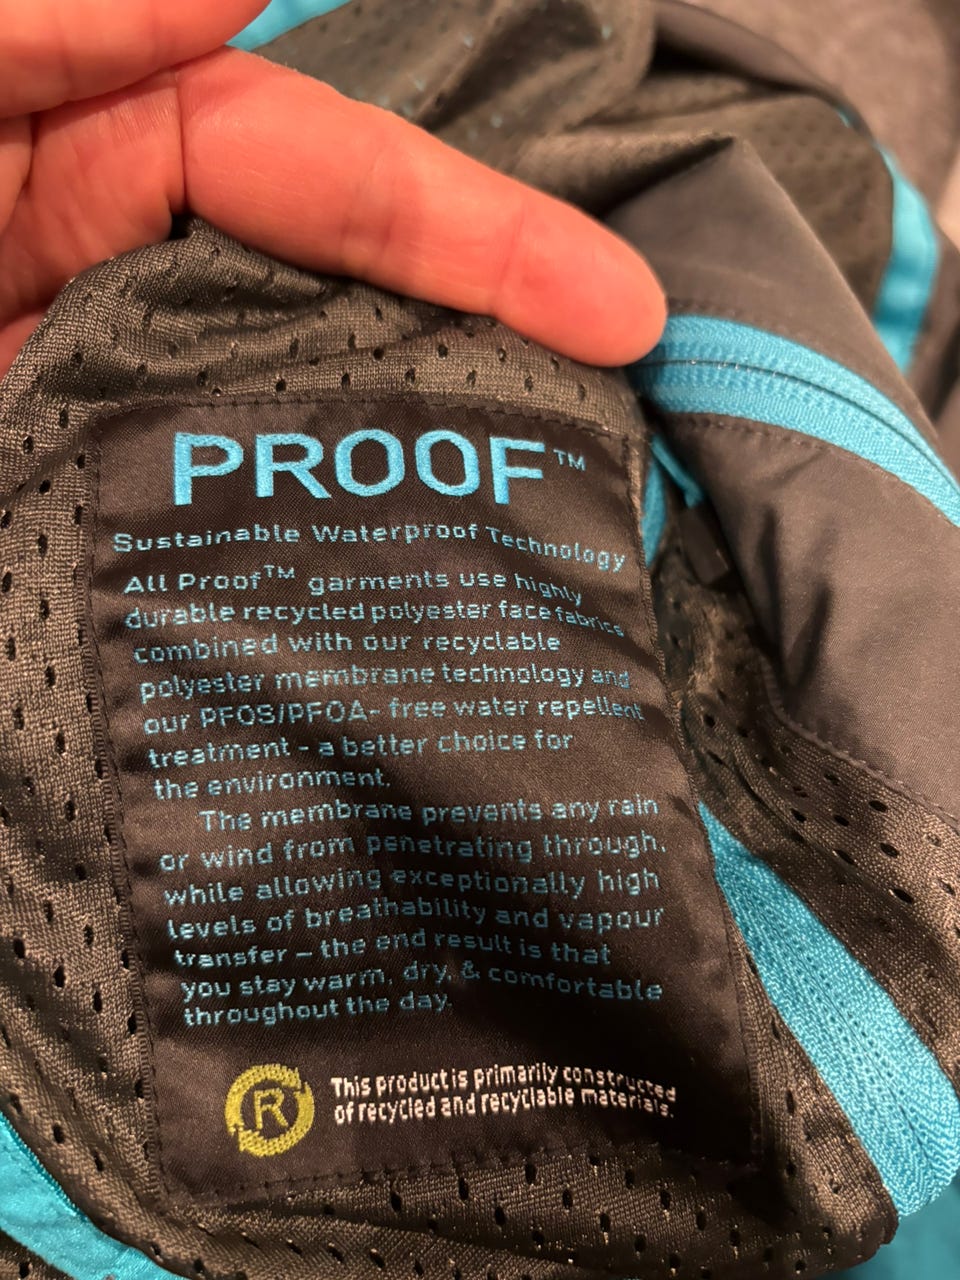 PROOF™
Sustainable Waterproof Technology
All Proof™ garments use highly
durable recycled polyester face fabrics
combined with our recyclable
polyester membrane technology and
our PFOS/PFOA- free water repellent
treatment - a better choice for
the environment.
The membrane prevents any rain
or wind from penetrating through,
while allowing exceptionally high
levels of breathability and vapour
transfer – the end result is that
you stay warm, dry, & comfortable
throughout the day.
R
This product is primarily constructed
of recycled and recyclable materials.